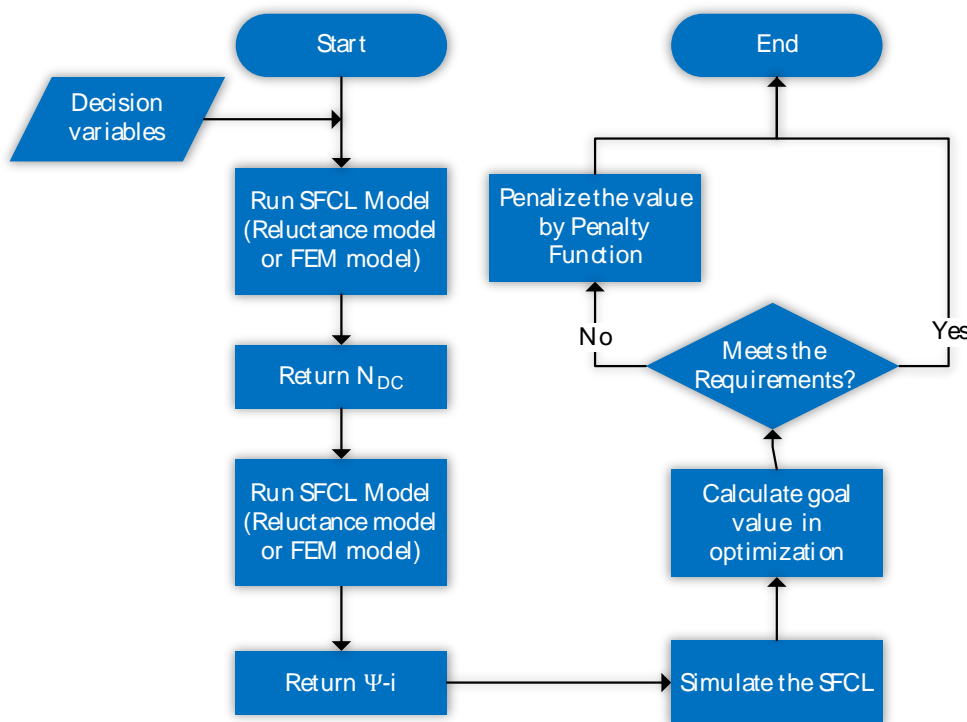 Start
Decision
variables
Run SFCL Model
(Reluctance model
or FEM model)
Return N_DC
Run SFCL Model
(Reluctance model
or FEM model)
Return Ψ-i
Simulate the SFCL
Calculate goal
value in
optimization
Meets the
Requirements?
No
Yes
Penalize the value
by Penalty
Function
End